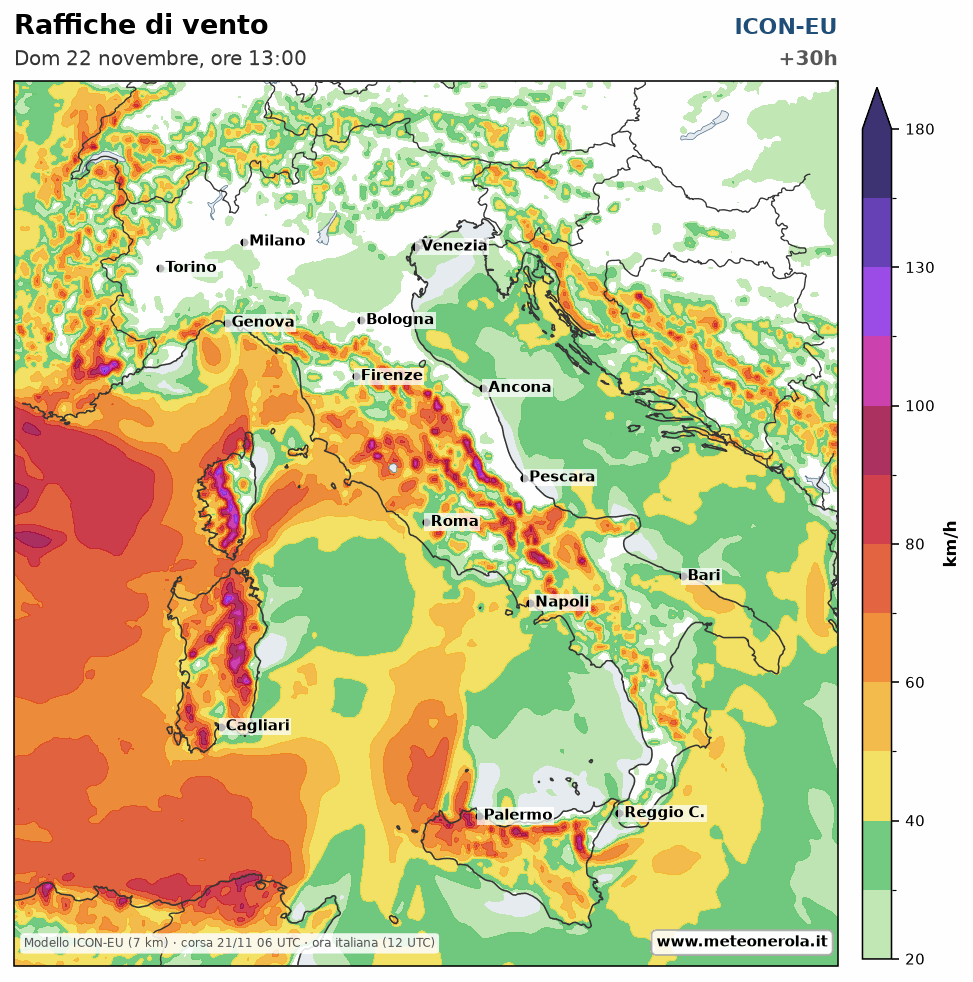 Raffiche di vento
ICON-EU
Dom 22 novembre, ore 13:00
+30h
180
Milano
Venezia
Torino
130
Genova
Bologna
Firenze
Ancona
100
Pescara
Roma
80
km/h
Bari
Napoli
60
Cagliari
Palermo
Reggio C.
40
Modello ICON-EU (7 km) · corsa 21/11 06 UTC · ora italiana (12 UTC)
www.meteonerola.it
20